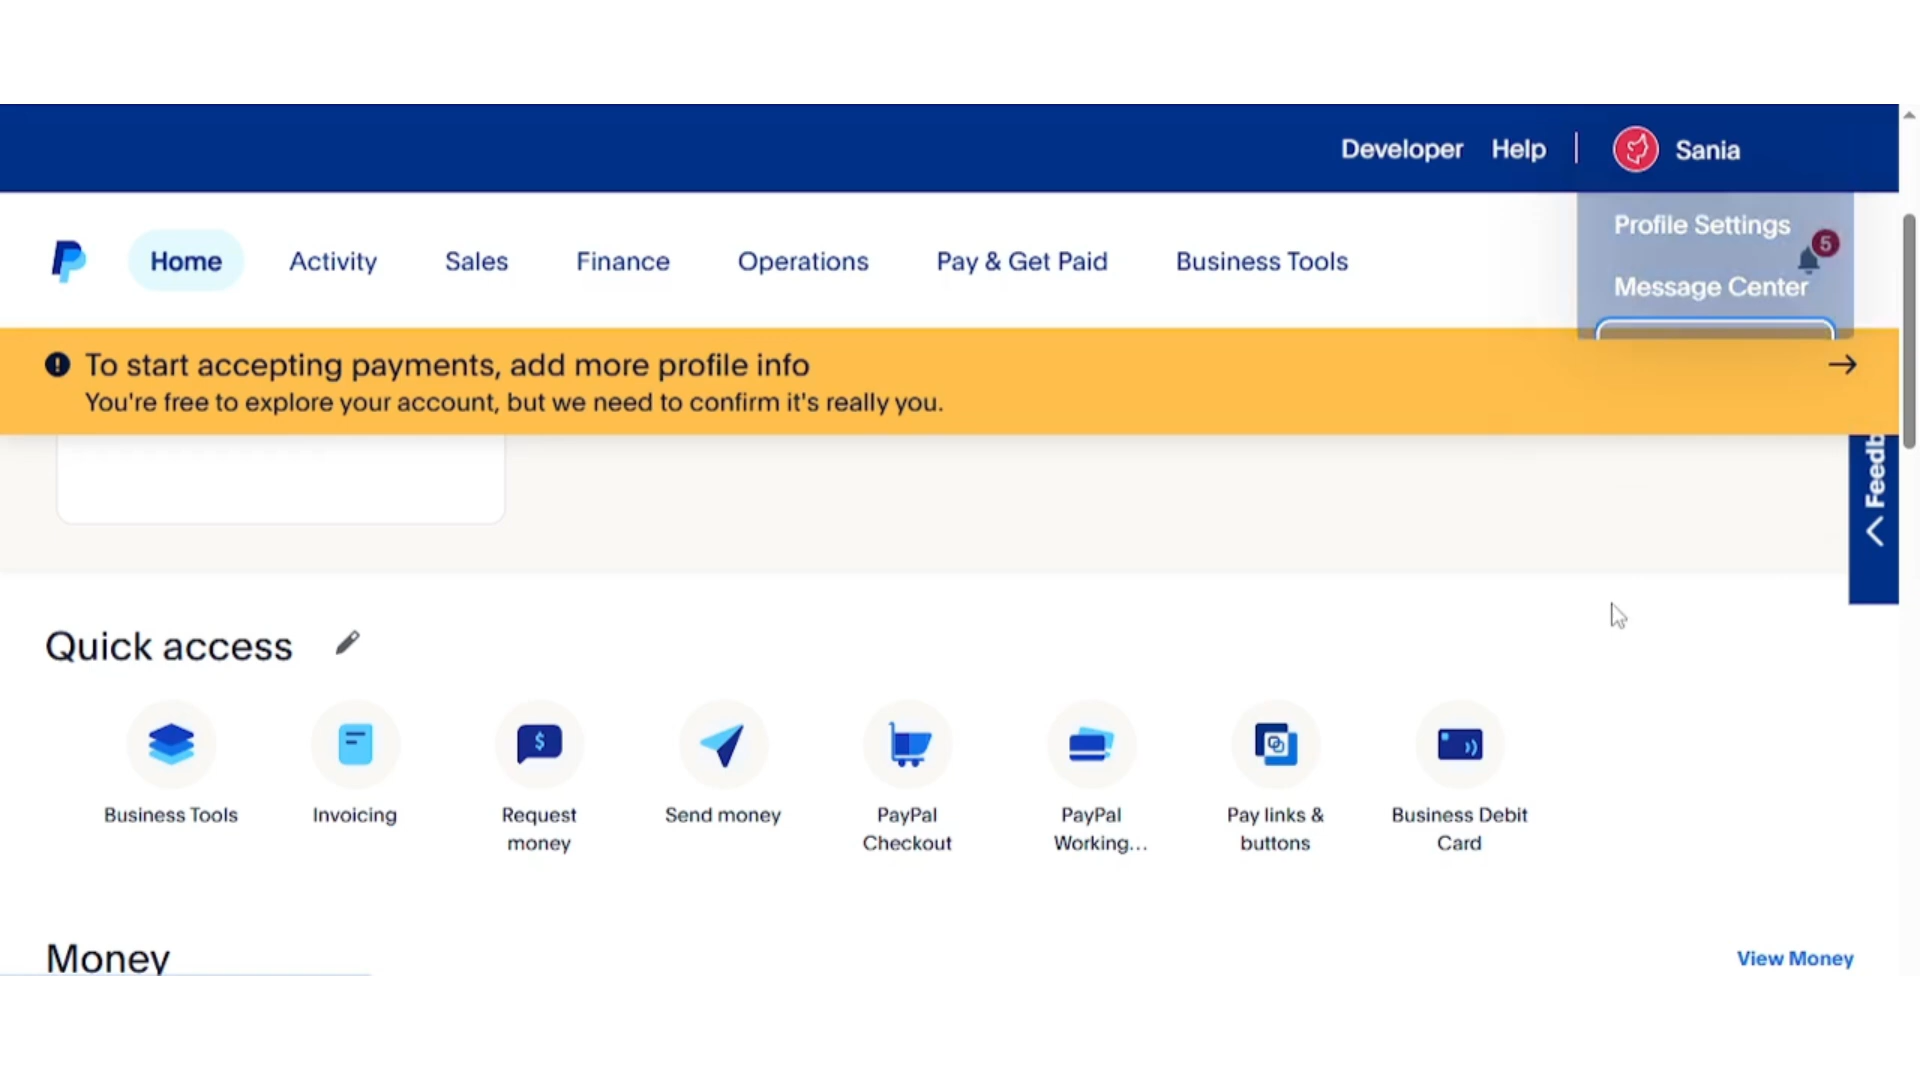 Developer Help Sania
Profile Settings
5
Message Center
Home Activity Sales Finance Operations Pay & Get Paid Business Tools
To start accepting payments, add more profile info
You're free to explore your account, but we need to confirm it's really you.
Feedb
Quick access
Business Tools
Invoicing
Request
money
Send money
PayPal
Checkout
PayPal
Working...
Pay links &
buttons
Business Debit
Card
Money
View Money